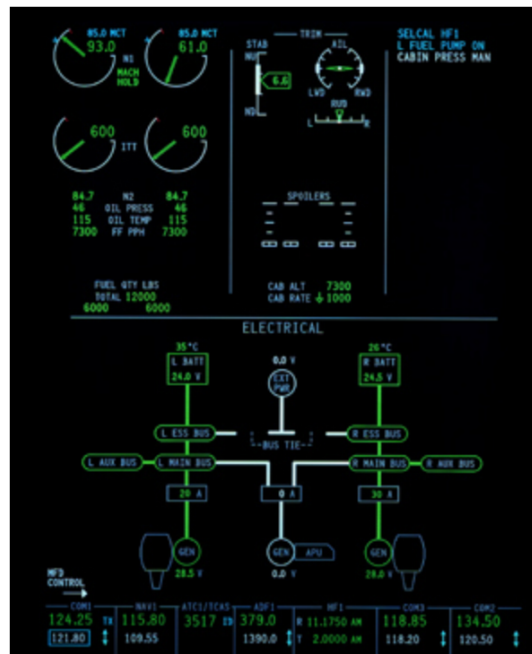 85.0 MCT 85.0 MCT
93.0 N1 61.0
MACH
HOLD
600 ITT 600
84.7 N2 84.7
46 OIL PRESS 46
115 OIL TEMP 115
7300 FF PPH 7300
FUEL QTY LBS
TOTAL 12000
6000 6000
TRIM
STAB
NU
6.6
ND
AIL
LWD RWD
RUD
L R
SPOILERS
CAB ALT 7300
CAB RATE 1000
SELCAL HF1
L FUEL PUMP ON
CABIN PRESS MAN
ELECTRICAL
35 °C 0.0 V 26 °C
L BATT R BATT
24.0 V EXT PWR 24.5 V
L ESS BUS BUS TIE R ESS BUS
L AUX BUS L MAIN BUS R MAIN BUS R AUX BUS
20 A 0 A 30 A
GEN GEN APU GEN
28.5 V 0.0 V 28.0 V
MFD
CONTROL
COM1 NAV1 ATC1/TCAS ADF1 HF1 COM3 COM2
124.25 TX 115.80 3517 ID 379.0 R 11.1750 AM 118.85 134.50
121.80 109.55 1390.0 T 2.0000 AM 118.20 120.50